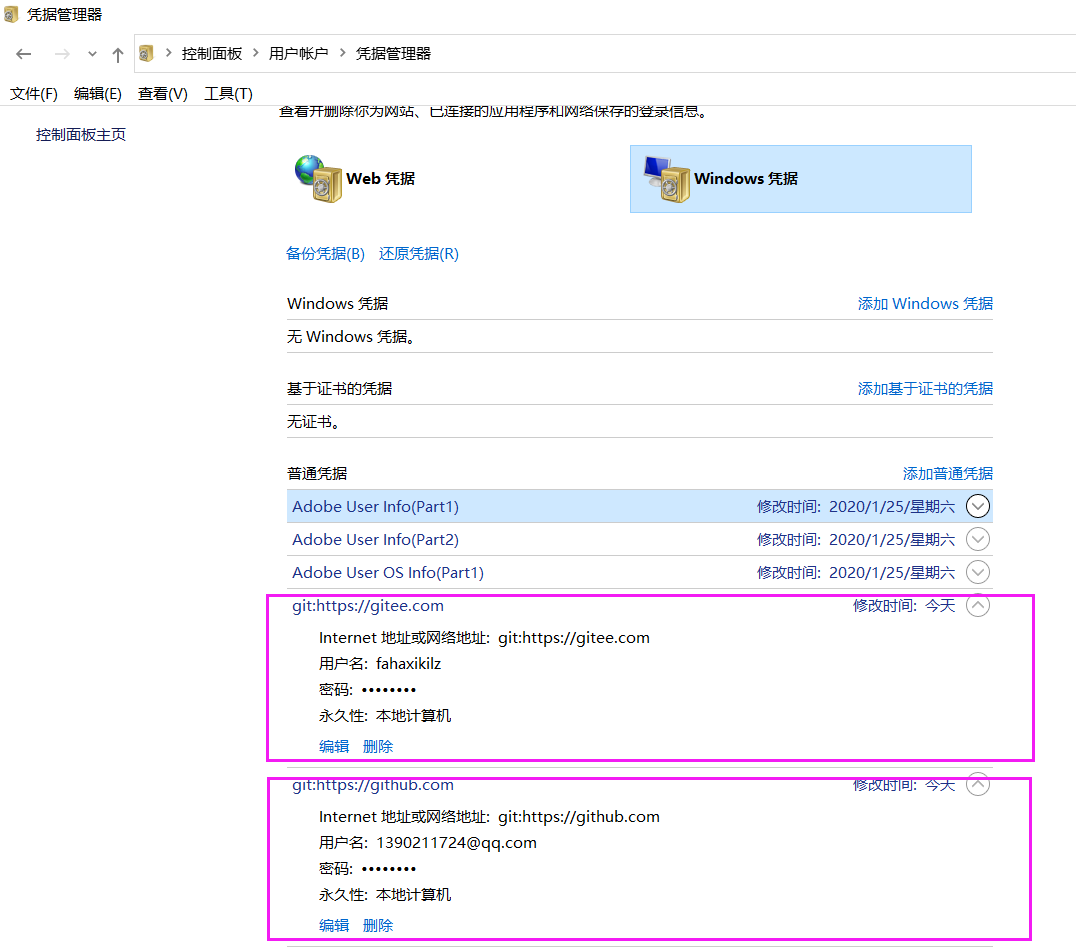 凭据管理器
控制面板 用户帐户 凭据管理器
文件(F) 编辑(E) 查看(V) 工具(T)
查看并删除你为网站、已连接的应用程序和网络保存的登录信息。
控制面板主页
Web 凭据 Windows 凭据
备份凭据(B) 还原凭据(R)
Windows 凭据 添加 Windows 凭据
无 Windows 凭据。
基于证书的凭据 添加基于证书的凭据
无证书。
普通凭据 添加普通凭据
Adobe User Info(Part1) 修改时间: 2020/1/25/星期六
Adobe User Info(Part2) 修改时间: 2020/1/25/星期六
Adobe User OS Info(Part1) 修改时间: 2020/1/25/星期六
git:https://gitee.com 修改时间: 今天
Internet 地址或网络地址: git:https://gitee.com
用户名: fahaxikilz
密码: ••••••••
永久性: 本地计算机
编辑 删除
git:https://github.com 修改时间: 今天
Internet 地址或网络地址: git:https://github.com
用户名: 1390211724@qq.com
密码: ••••••••
永久性: 本地计算机
编辑 删除